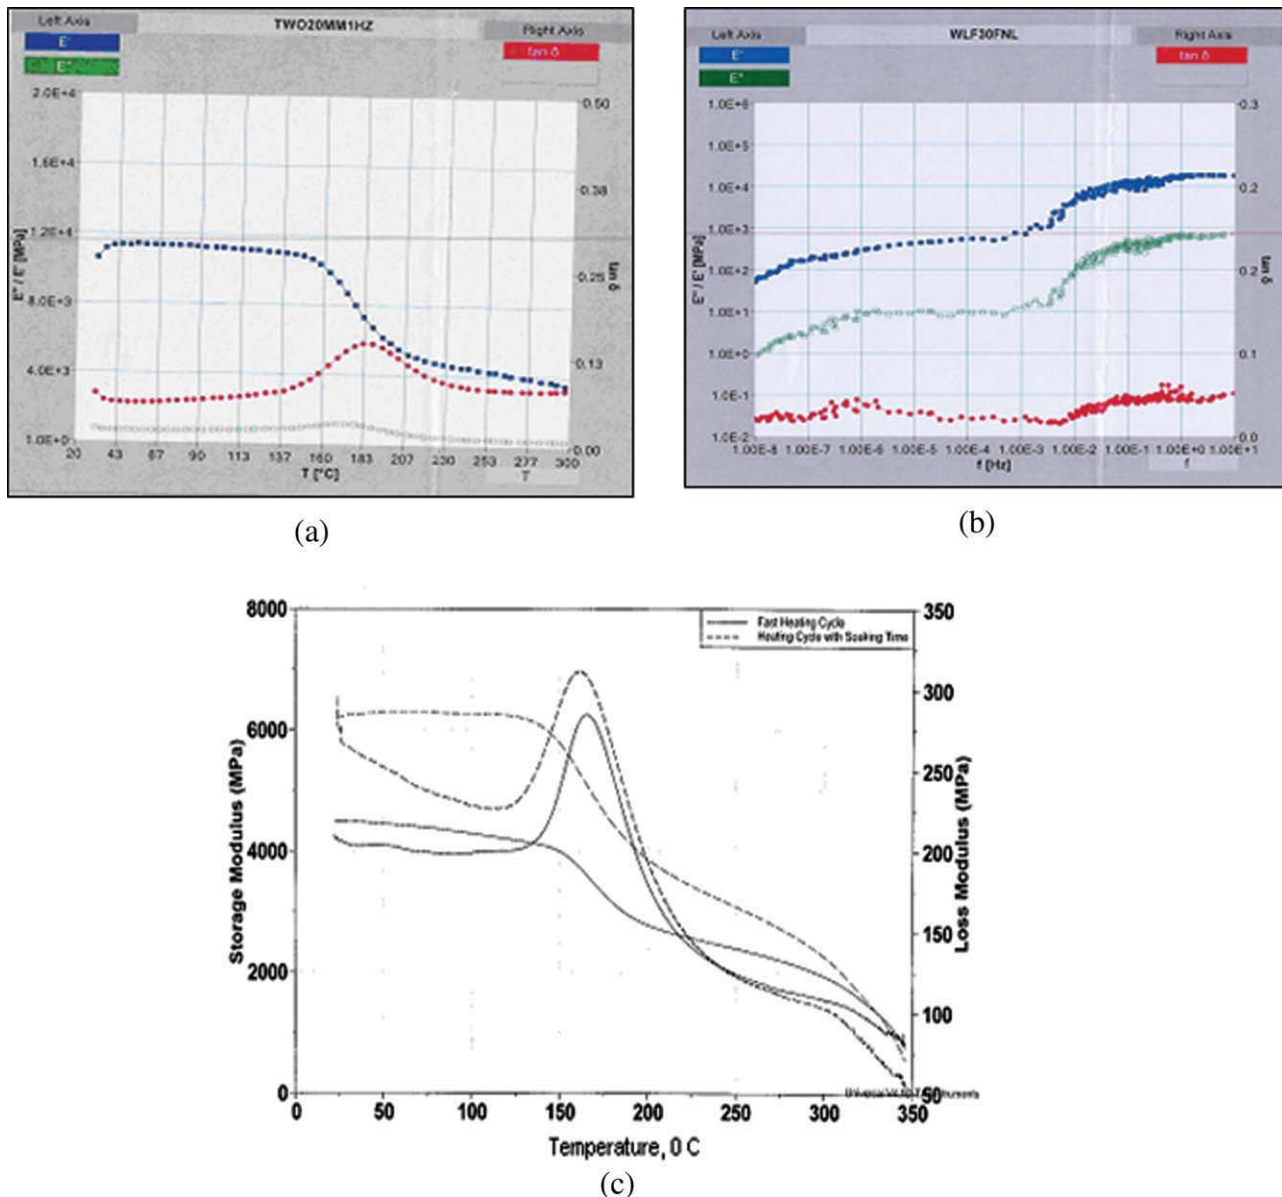 Left Axis TWO20MM1HZ Right Axis
E' tan δ
E"
2.0E+4 0.50
1.6E+4
0.38
1.2E+4
0.25
8.0E+3
0.13
4.0E+3
1.0E+0 0.00
E" / E' [MPa]
tan δ
20 43 67 90 113 137 160 183 207 230 253 277 300
T [°C] T
(a)
Left Axis WLF30FNL Right Axis
E' tan δ
E"
1.0E+6 0.3
1.0E+5
1.0E+4 0.2
1.0E+3
1.0E+2 0.2
1.0E+1
1.0E+0 0.1
1.0E-1
1.0E-2 0.0
E" / E' [MPa]
tan δ
1.00E-8 1.00E-7 1.00E-6 1.00E-5 1.00E-4 1.00E-3 1.00E-2 1.00E-1 1.00E+0 1.00E+1
f [Hz] f
(b)
8000 350
Fast Heating Cycle
Heating Cycle with Soaking Time
300
6000
250
4000 200
150
2000
100
0 50
Storage Modulus (MPa)
Loss Modulus (MPa)
0 50 100 150 200 250 300 350
Temperature, 0 C
(c)